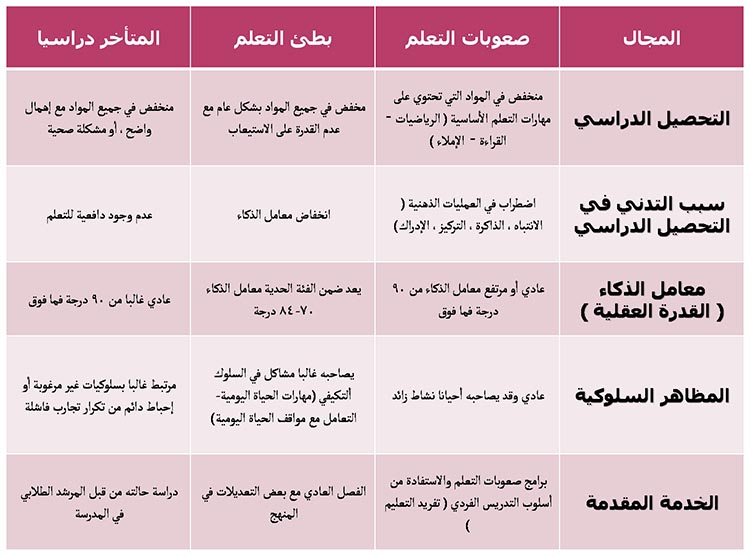 المجال
صعوبات التعلم
بطئ التعلم
المتأخر دراسيا
التحصيل الدراسي
منخفض في المواد التي تحتوي على
مهارات التعلم الأساسية ( الرياضيات -
القراءة - الإملاء )
مخفض في جميع المواد بشكل عام مع
عدم القدرة على الاستيعاب
منخفض في جميع المواد مع إهمال
واضح ، أو مشكلة صحية
سبب التدني في
التحصيل الدراسي
اضطراب في العمليات الذهنية (
الانتباه ، الذاكرة ، التركيز ، الإدراك)
انخفاض معامل الذكاء
عدم وجود دافعية للتعلم
معامل الذكاء
( القدرة العقلية )
عادي أو مرتفع معامل الذكاء من ٩٠
درجة فما فوق
يعد ضمن الفئة الحدية معامل الذكاء
٧٠-٨٤ درجة
عادي غالبا من ٩٠ درجة فما فوق
المظاهر السلوكية
عادي وقد يصاحبه أحيانا نشاط زائد
يصاحبه غالبا مشاكل في السلوك
ألتكيفي (مهارات الحياة اليومية-
التعامل مع مواقف الحياة اليومية)
مرتبط غالبا بسلوكيات غير مرغوبة أو
إحباط دائم من تكرار تجارب فاشلة
الخدمة المقدمة
برامج صعوبات التعلم والاستفادة من
أسلوب التدريس الفردي ( تفريد التعليم
)
الفصل العادي مع بعض التعديلات في
المنهج
دراسة حالته من قبل المرشد الطلابي
في المدرسة